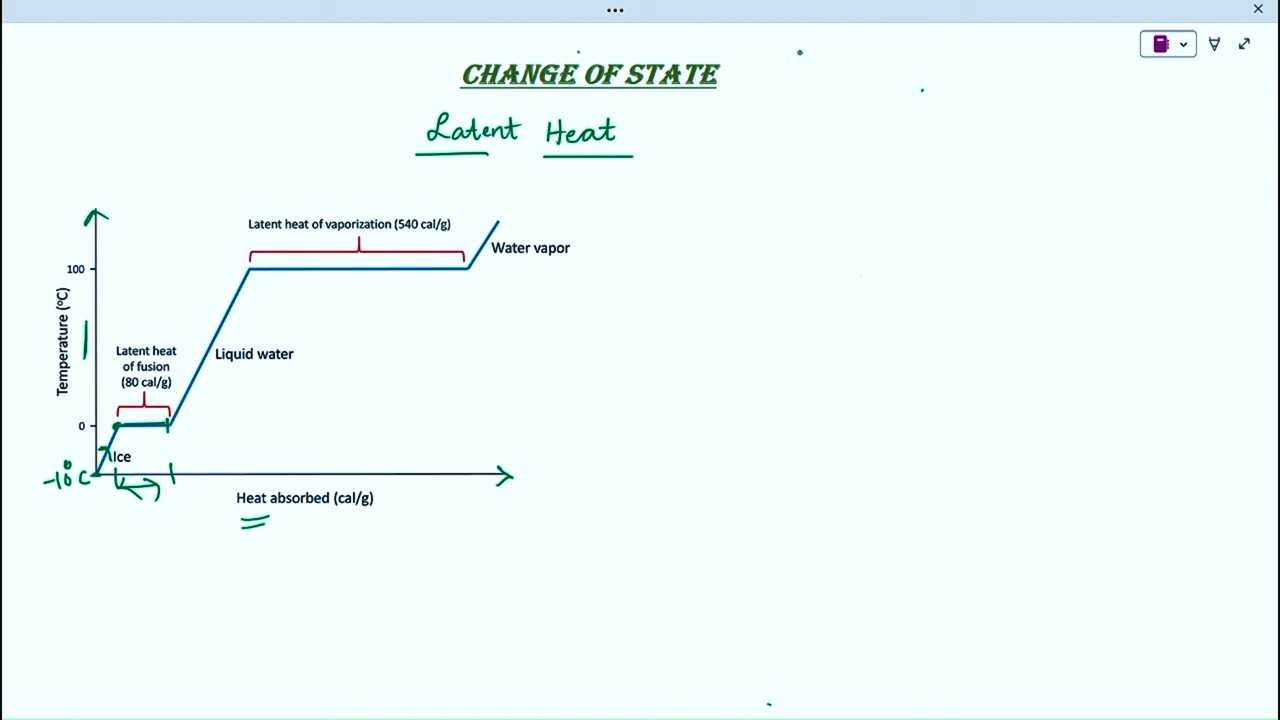 CHANGE OF STATE
Latent Heat
Latent heat of vaporization (540 cal/g)
Water vapor
100
Temperature (°C)
Latent heat
of fusion
(80 cal/g)
Liquid water
0
Ice
-10°C
Heat absorbed (cal/g)